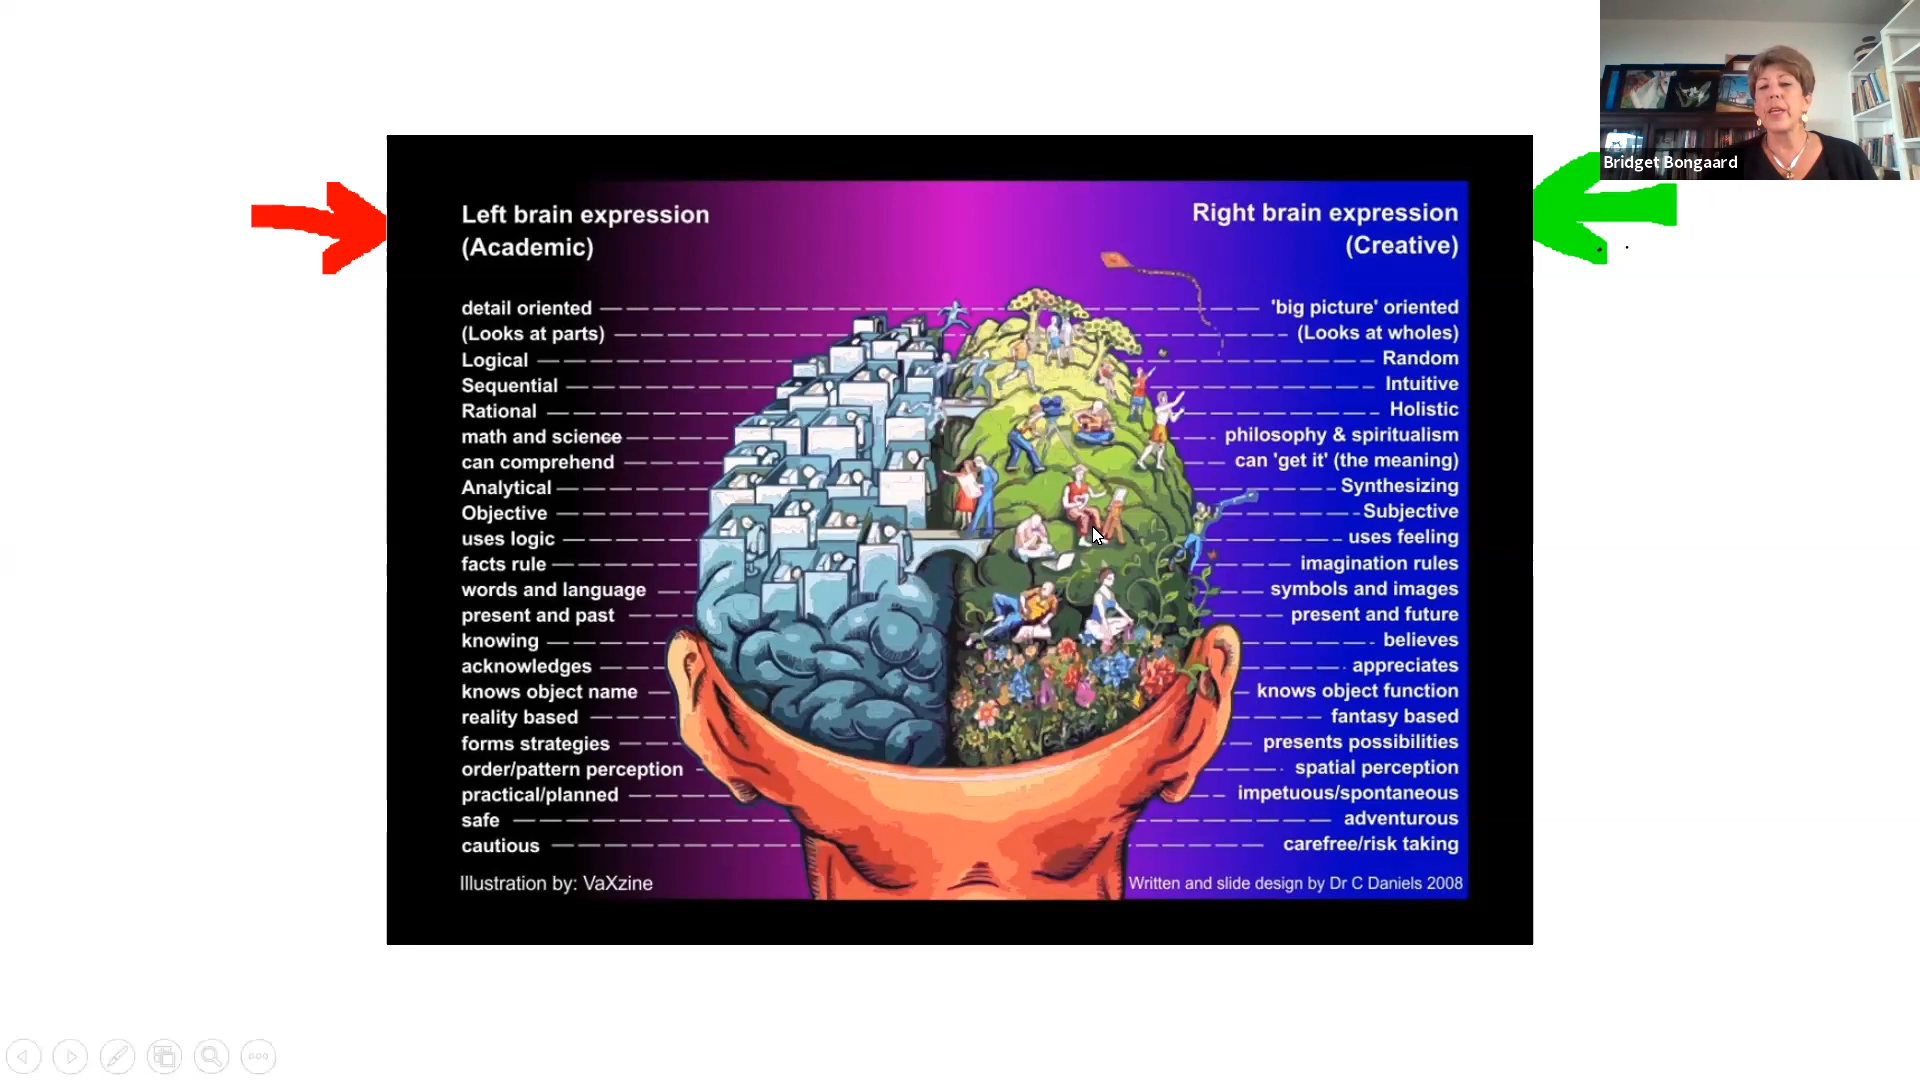 Bridget Bongaard
Left brain expression
(Academic)
detail oriented
(Looks at parts)
Logical
Sequential
Rational
math and science
can comprehend
Analytical
Objective
uses logic
facts rule
words and language
present and past
knowing
acknowledges
knows object name
reality based
forms strategies
order/pattern perception
practical/planned
safe
cautious
Illustration by: VaXzine
Right brain expression
(Creative)
'big picture' oriented
(Looks at wholes)
Random
Intuitive
Holistic
philosophy & spiritualism
can 'get it' (the meaning)
Synthesizing
Subjective
uses feeling
imagination rules
symbols and images
present and future
believes
appreciates
knows object function
fantasy based
presents possibilities
spatial perception
impetuous/spontaneous
adventurous
carefree/risk taking
Written and slide design by Dr C Daniels 2008